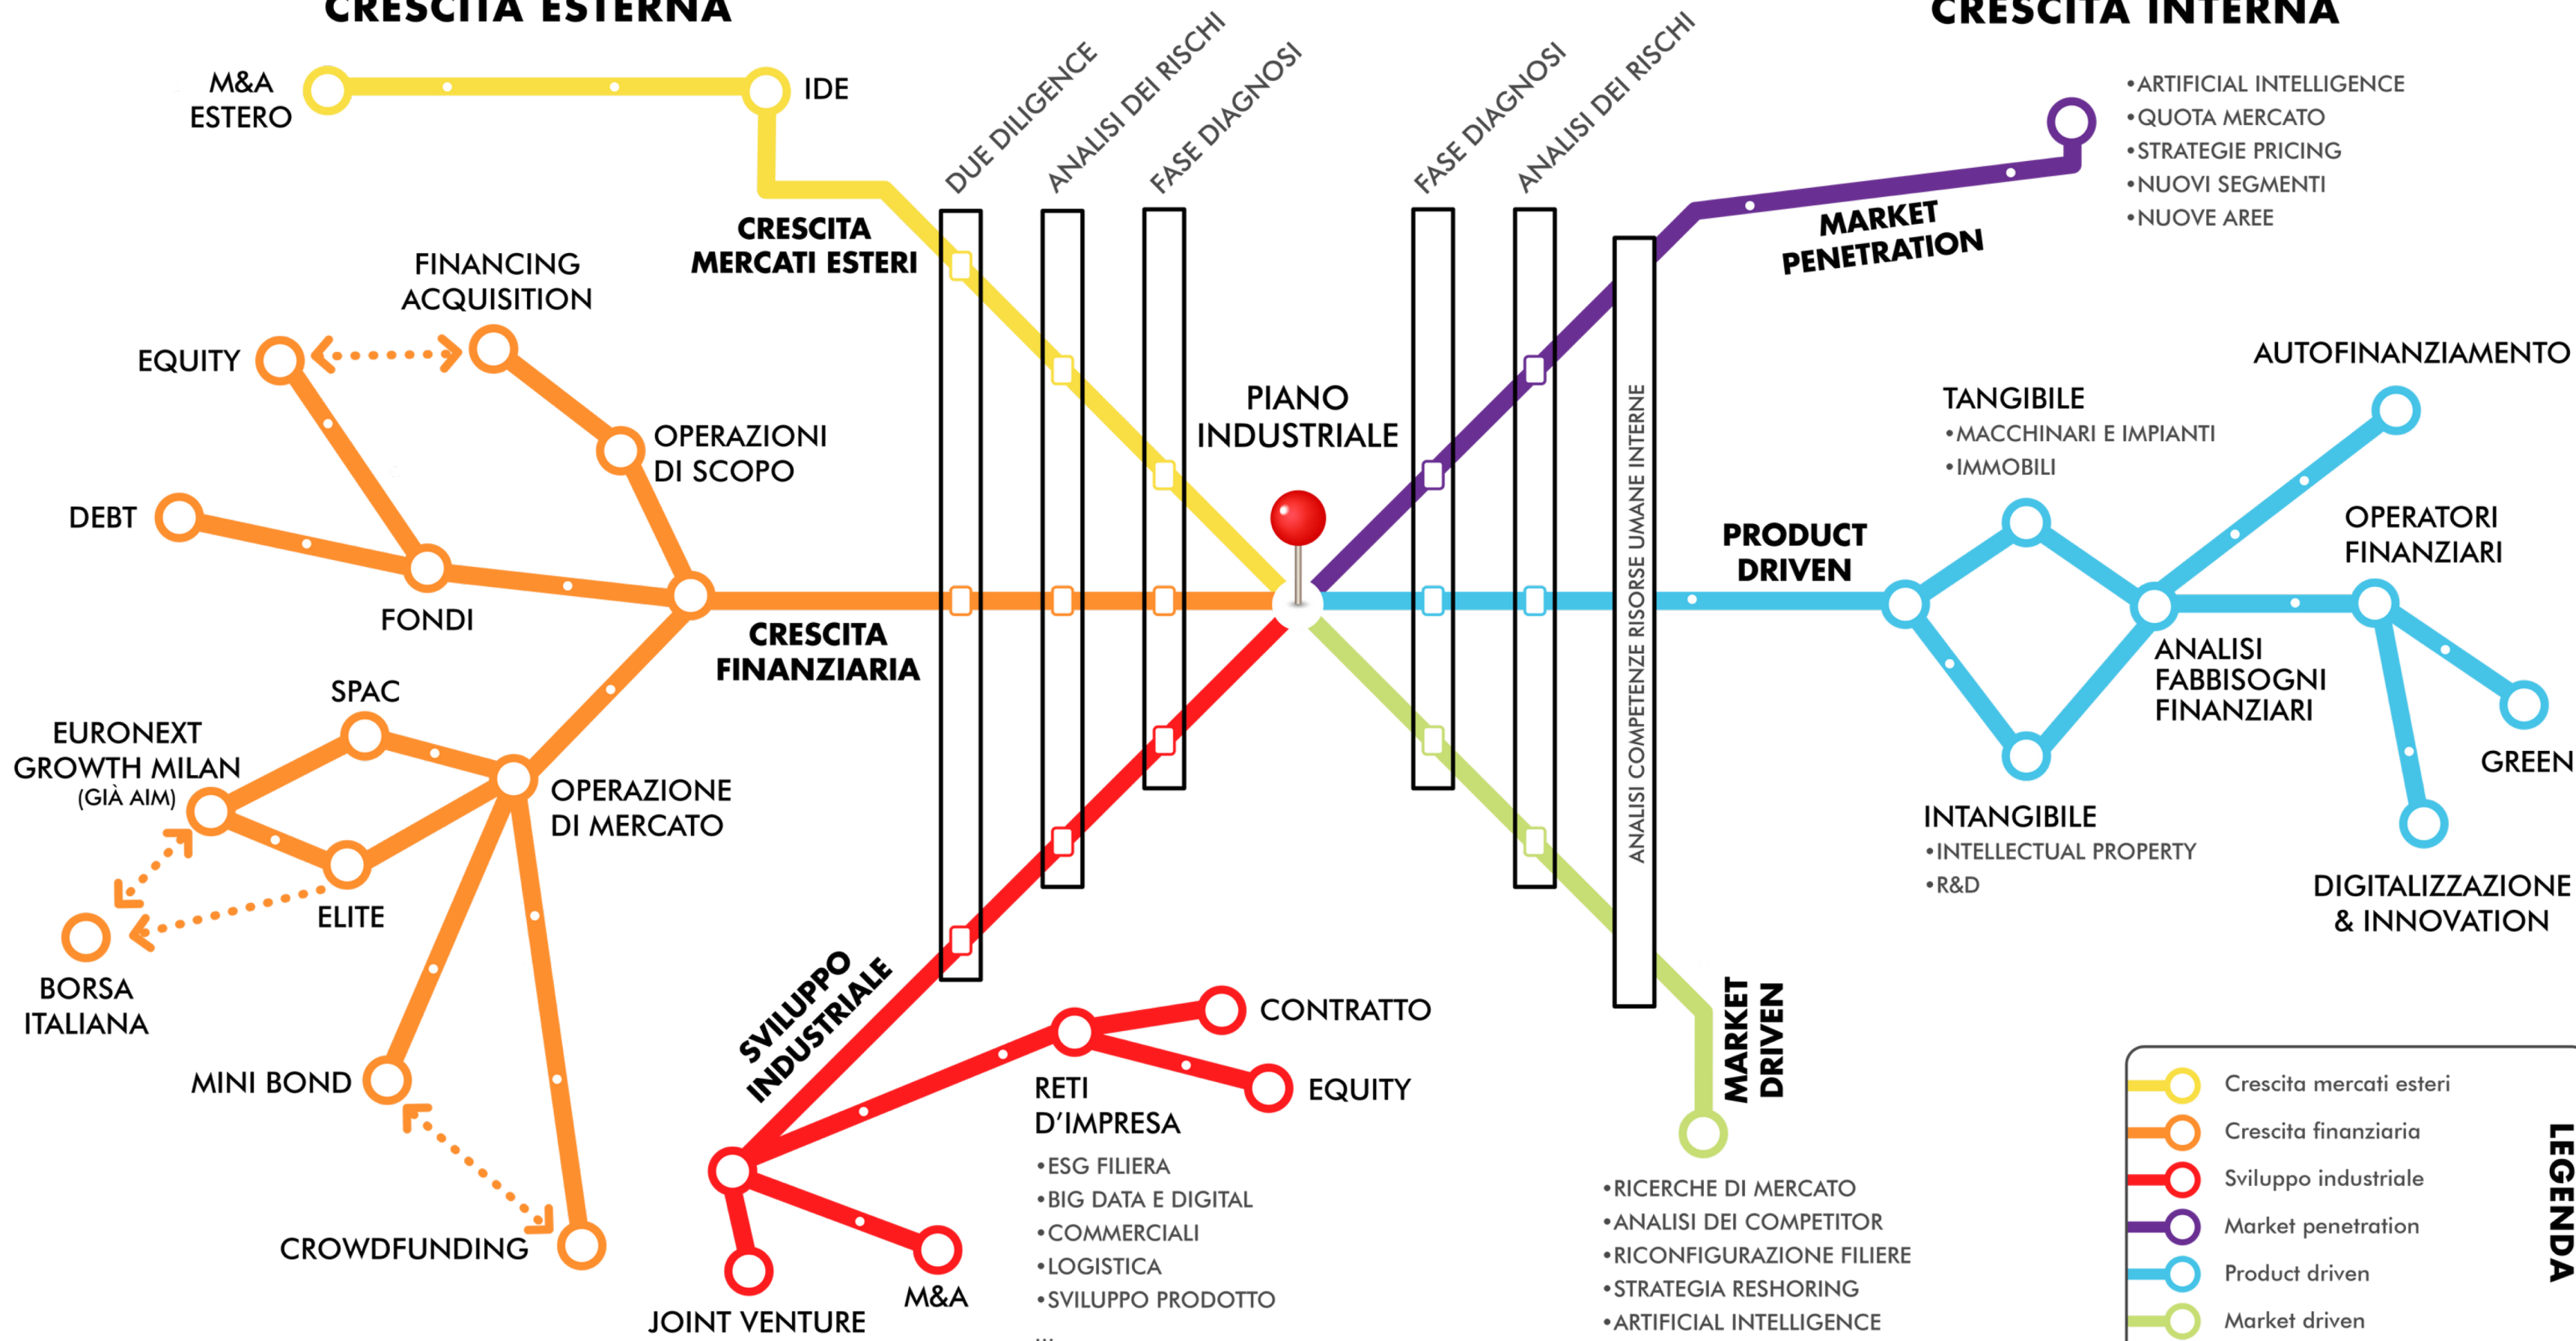 CRESCITA ESTERNA
M&A
ESTERO
IDE
CRESCITA
MERCATI ESTERI
DUE DILIGENCE
ANALISI DEI RISCHI
FASE DIAGNOSI
FINANCING
ACQUISITION
EQUITY
OPERAZIONI
DI SCOPO
DEBT
FONDI
CRESCITA
FINANZIARIA
SPAC
EURONEXT
GROWTH MILAN
(GIÀ AIM)
OPERAZIONE
DI MERCATO
ELITE
BORSA
ITALIANA
MINI BOND
CROWDFUNDING
SVILUPPO
INDUSTRIALE
CONTRATTO
EQUITY
RETI
D'IMPRESA
•ESG FILIERA
•BIG DATA E DIGITAL
•COMMERCIALI
•LOGISTICA
•SVILUPPO PRODOTTO
...
M&A
JOINT VENTURE
PIANO
INDUSTRIALE
CRESCITA INTERNA
FASE DIAGNOSI
ANALISI DEI RISCHI
ANALISI COMPETENZE RISORSE UMANE INTERNE
MARKET
PENETRATION
•ARTIFICIAL INTELLIGENCE
•QUOTA MERCATO
•STRATEGIE PRICING
•NUOVI SEGMENTI
•NUOVE AREE
PRODUCT
DRIVEN
TANGIBILE
•MACCHINARI E IMPIANTI
•IMMOBILI
AUTOFINANZIAMENTO
OPERATORI
FINANZIARI
ANALISI
FABBISOGNI
FINANZIARI
GREEN
INTANGIBILE
•INTELLECTUAL PROPERTY
•R&D
DIGITALIZZAZIONE
& INNOVATION
MARKET
DRIVEN
•RICERCHE DI MERCATO
•ANALISI DEI COMPETITOR
•RICONFIGURAZIONE FILIERE
•STRATEGIA RESHORING
•ARTIFICIAL INTELLIGENCE
LEGENDA
Crescita mercati esteri
Crescita finanziaria
Sviluppo industriale
Market penetration
Product driven
Market driven